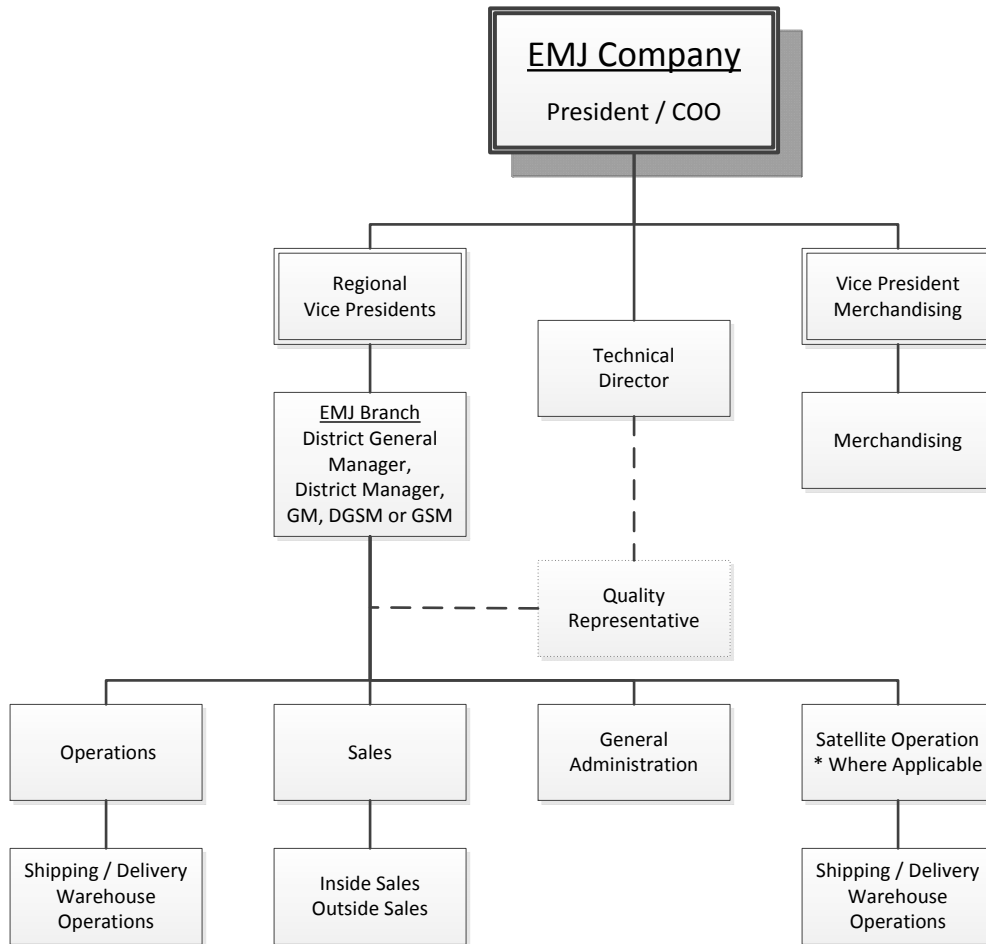 EMJ Company
President / COO
Regional
Vice Presidents
Vice President
Merchandising
Technical
Director
EMJ Branch
District General
Manager,
District Manager,
GM, DGSM or GSM
Merchandising
Quality
Representative
Operations
Sales
General
Administration
Satellite Operation
* Where Applicable
Shipping / Delivery
Warehouse
Operations
Inside Sales
Outside Sales
Shipping / Delivery
Warehouse
Operations